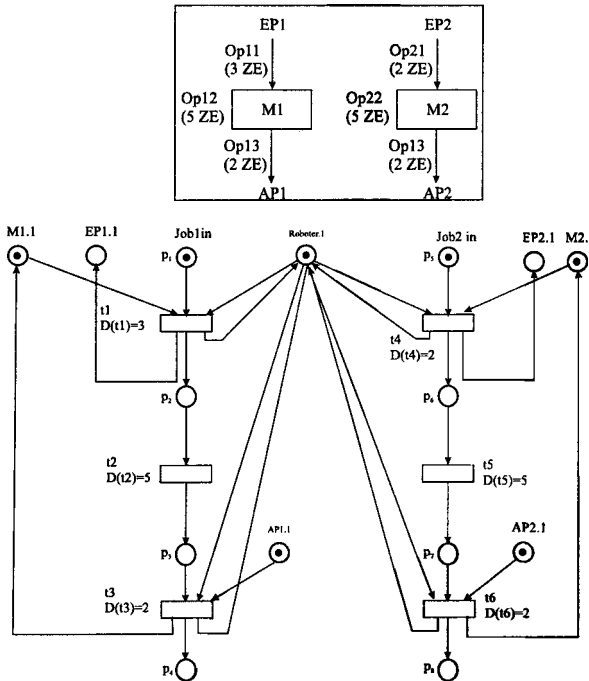 EP1
EP2
Op11
(3 ZE)
Op21
(2 ZE)
Op12
(5 ZE)
M1
Op22
(5 ZE)
M2
Op13
(2 ZE)
Op13
(2 ZE)
AP1
AP2
M1.1
EP1.1
Job1in
Roboter.1
Job2 in
EP2.1
M2.
p₁
p₅
t1
D(t1)=3
t4
D(t4)=2
p₂
p₆
t2
D(t2)=5
t5
D(t5)=5
AP1.1
AP2.1
p₃
p₇
t3
D(t3)=2
t6
D(t6)=2
p₄
p₈